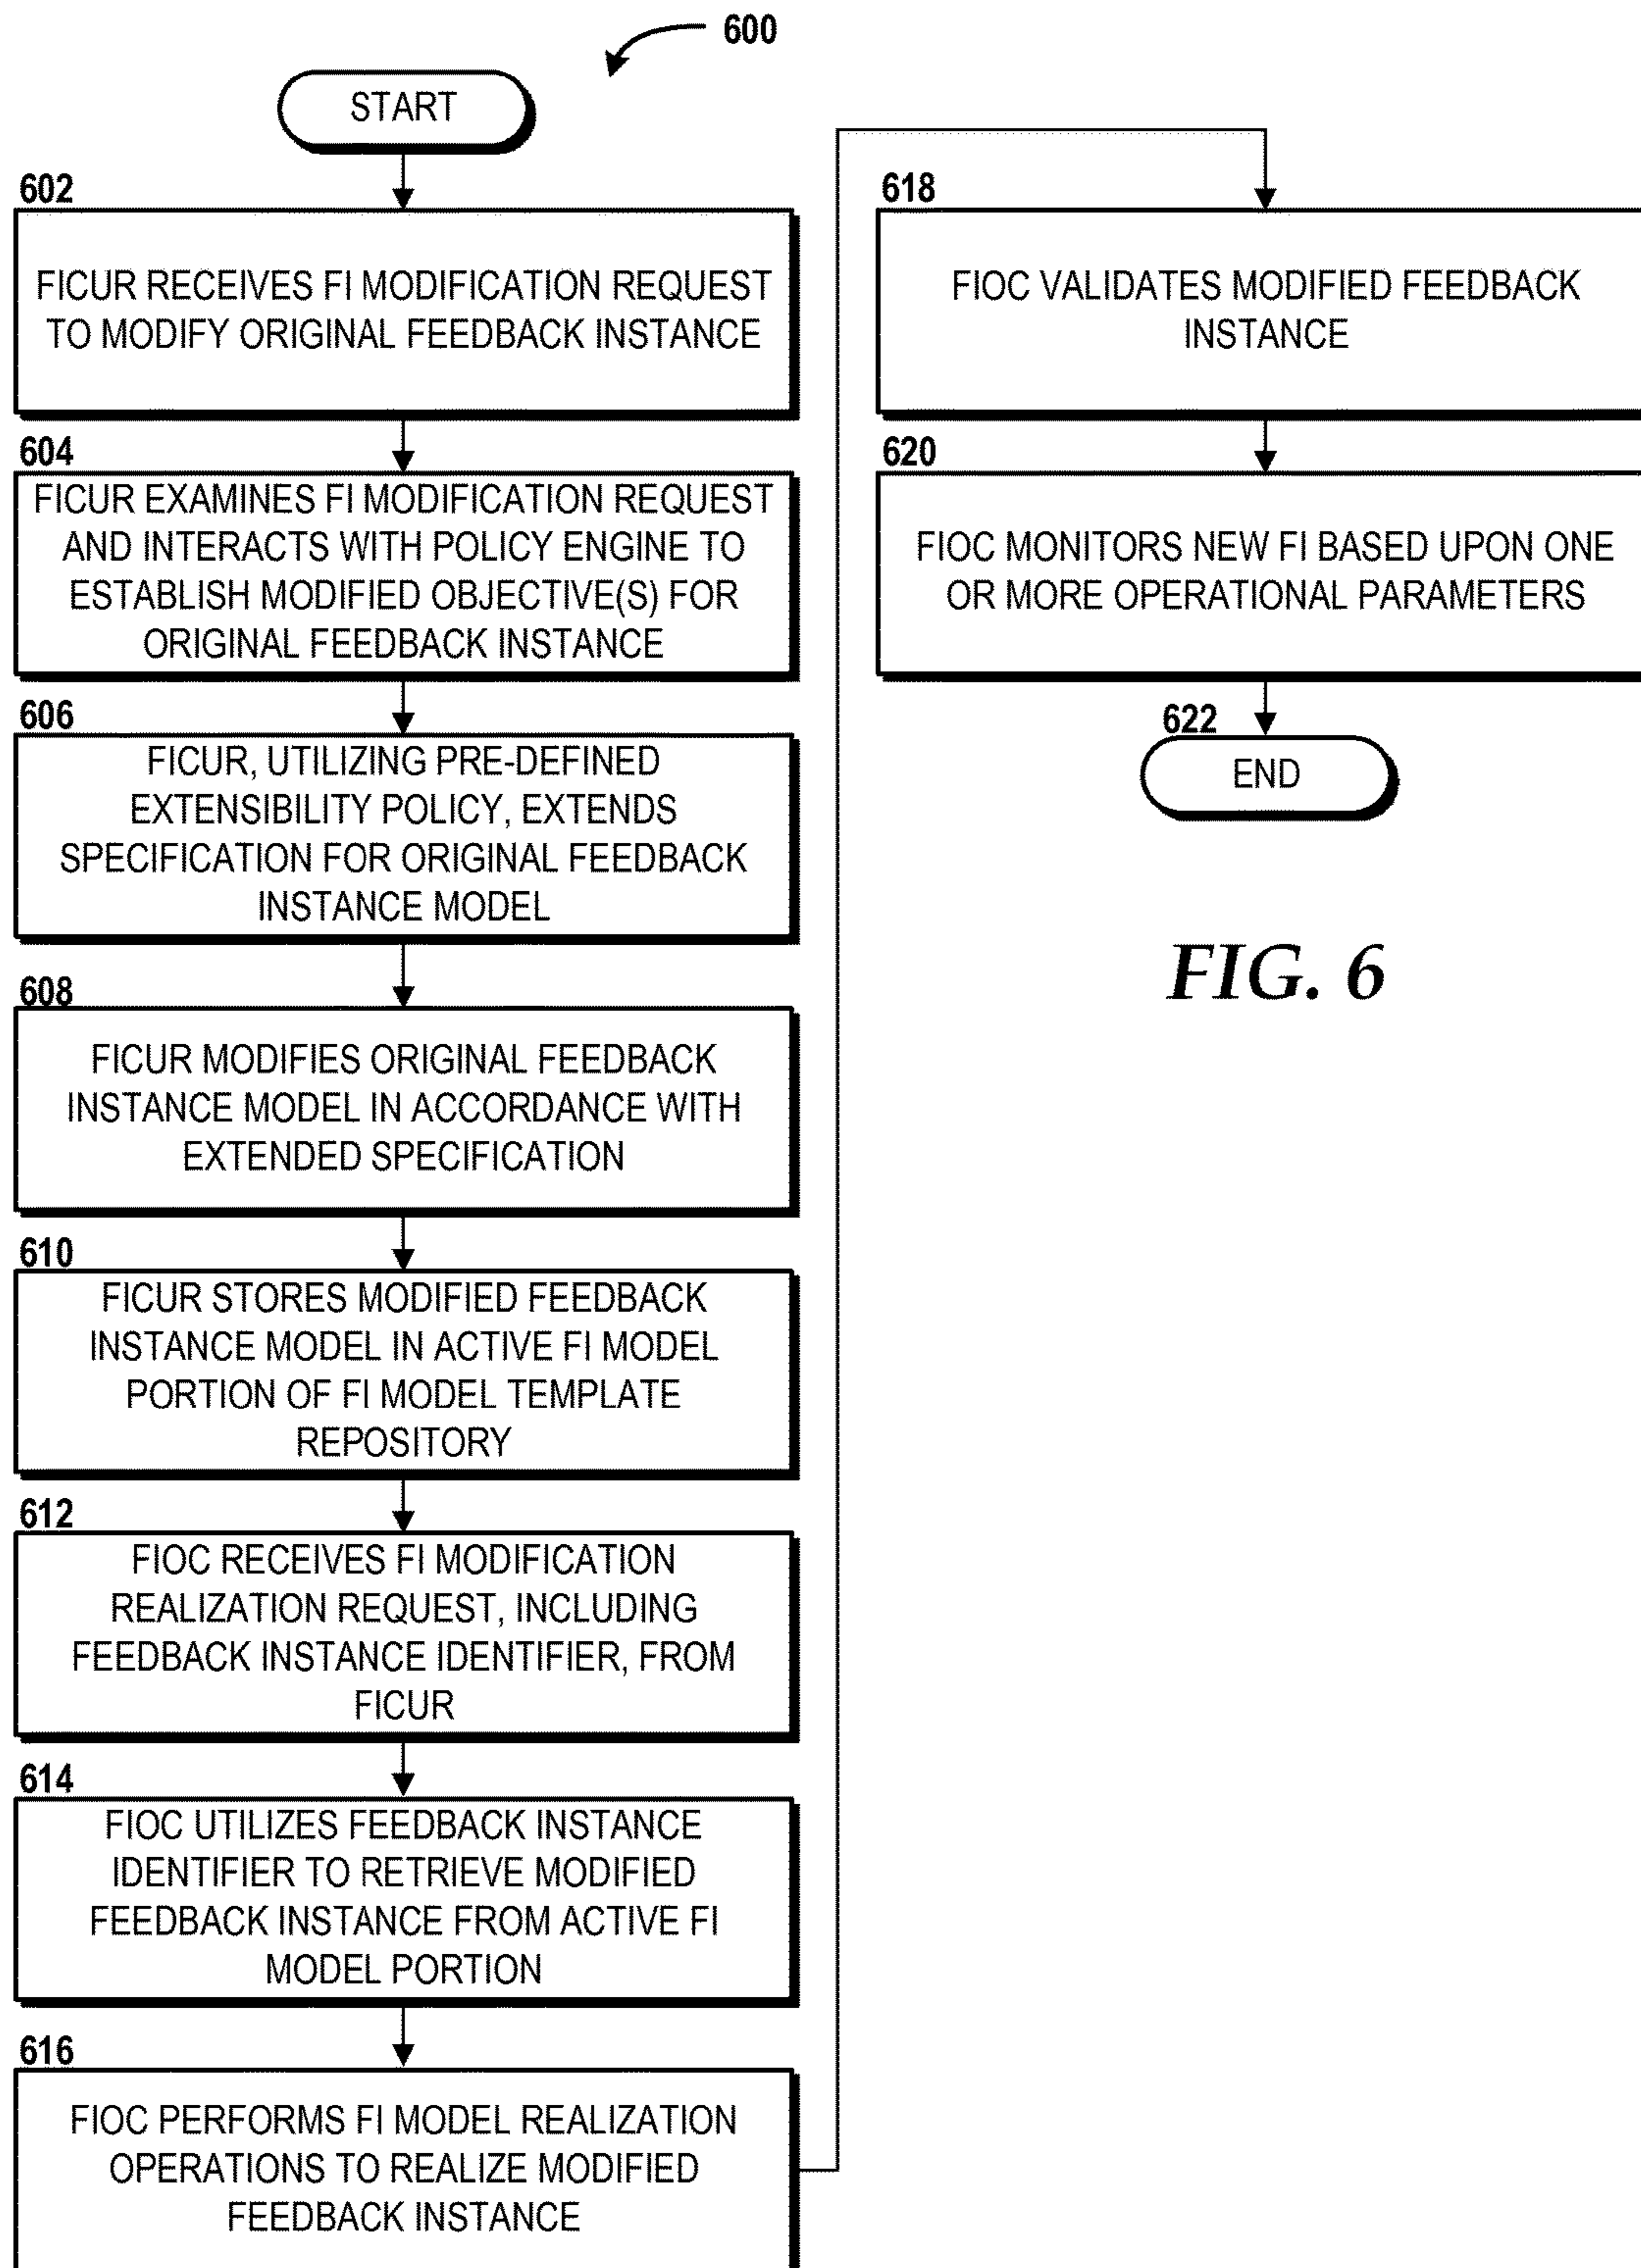 600
START
602
FICUR RECEIVES FI MODIFICATION REQUEST
TO MODIFY ORIGINAL FEEDBACK INSTANCE
604
FICUR EXAMINES FI MODIFICATION REQUEST
AND INTERACTS WITH POLICY ENGINE TO
ESTABLISH MODIFIED OBJECTIVE(S) FOR
ORIGINAL FEEDBACK INSTANCE
606
FICUR, UTILIZING PRE-DEFINED
EXTENSIBILITY POLICY, EXTENDS
SPECIFICATION FOR ORIGINAL FEEDBACK
INSTANCE MODEL
608
FICUR MODIFIES ORIGINAL FEEDBACK
INSTANCE MODEL IN ACCORDANCE WITH
EXTENDED SPECIFICATION
610
FICUR STORES MODIFIED FEEDBACK
INSTANCE MODEL IN ACTIVE FI MODEL
PORTION OF FI MODEL TEMPLATE
REPOSITORY
612
FIOC RECEIVES FI MODIFICATION
REALIZATION REQUEST, INCLUDING
FEEDBACK INSTANCE IDENTIFIER, FROM
FICUR
614
FIOC UTILIZES FEEDBACK INSTANCE
IDENTIFIER TO RETRIEVE MODIFIED
FEEDBACK INSTANCE FROM ACTIVE FI
MODEL PORTION
616
FIOC PERFORMS FI MODEL REALIZATION
OPERATIONS TO REALIZE MODIFIED
FEEDBACK INSTANCE
618
FIOC VALIDATES MODIFIED FEEDBACK
INSTANCE
620
FIOC MONITORS NEW FI BASED UPON ONE
OR MORE OPERATIONAL PARAMETERS
622
END
FIG. 6